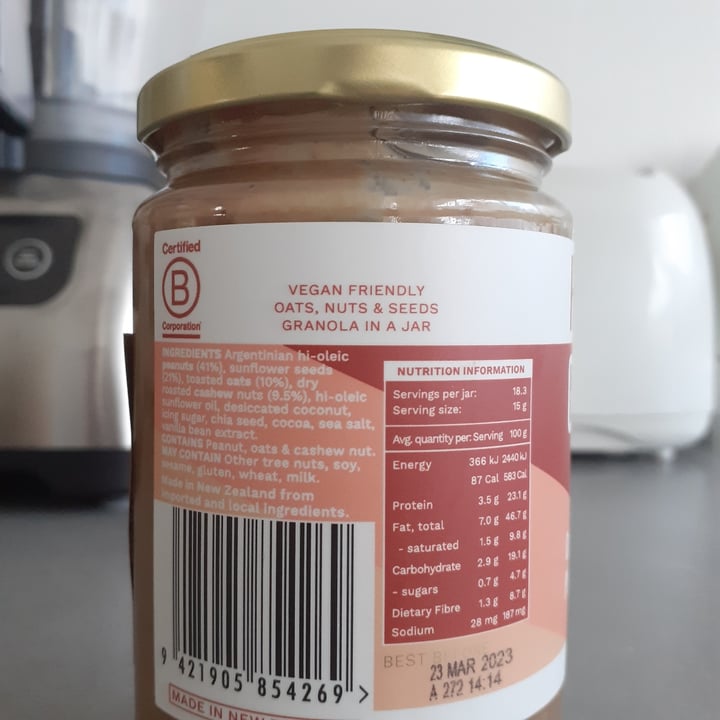 Certified
B
Corporation
VEGAN FRIENDLY
OATS, NUTS & SEEDS
GRANOLA IN A JAR
INGREDIENTS Argentinian hi-oleic
peanuts (41%), sunflower seeds
(21%), toasted oats (10%), dry
roasted cashew nuts (9.5%), hi-oleic
sunflower oil, desiccated coconut,
icing sugar, chia seed, cocoa, sea salt,
vanilla bean extract.
CONTAINS Peanut, oats & cashew nut.
MAY CONTAIN Other tree nuts, soy,
sesame, gluten, wheat, milk.
Made in New Zealand from
imported and local ingredients.
9 421905 854269 >
MADE IN NEW
NUTRITION INFORMATION
Servings per jar: 18.3
Serving size: 15 g
Avg. quantity per: Serving 100 g
Energy 366 kJ 2440 kJ
87 Cal 583 Cal
Protein 3.5 g 23.1 g
Fat, total 7.0 g 46.7 g
- saturated 1.5 g 9.8 g
Carbohydrate 2.9 g 19.1 g
- sugars 0.7 g 4.7 g
Dietary Fibre 1.3 g 8.7 g
Sodium 28 mg 187 mg
BEST BEFORE
23 MAR 2023
A 272 14:14